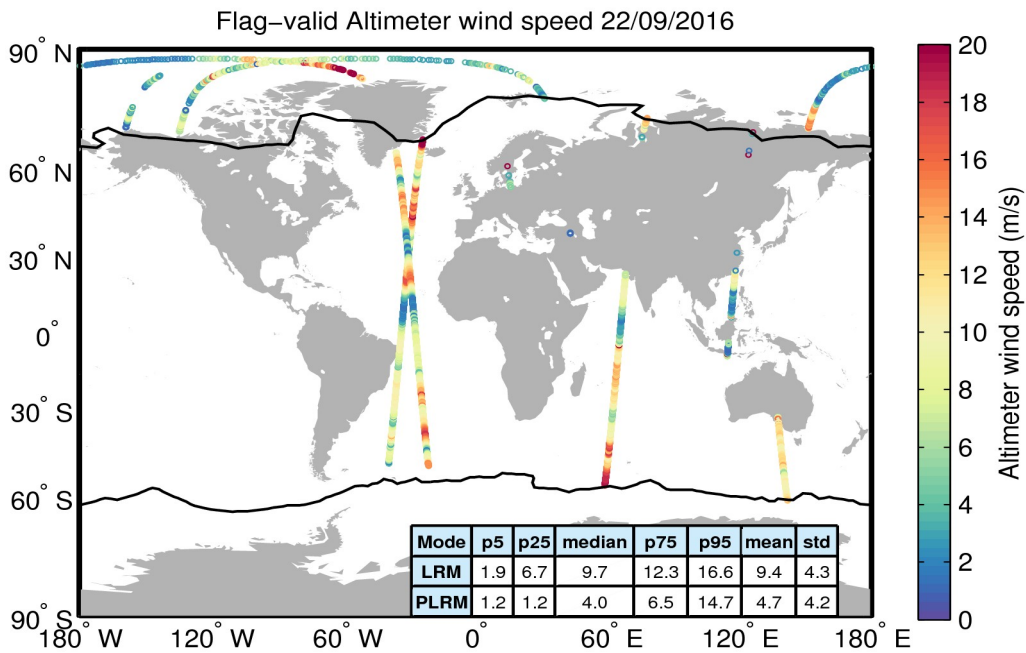 Flag−valid Altimeter wind speed 22/09/2016
90° N
60° N
30° N
0°
30° S
60° S
90° S
180° W
120° W
60° W
0°
60° E
120° E
180° E
Mode p5 p25 median p75 p95 mean std
LRM 1.9 6.7 9.7 12.3 16.6 9.4 4.3
PLRM 1.2 1.2 4.0 6.5 14.7 4.7 4.2
20
18
16
14
12
10
8
6
4
2
0
Altimeter wind speed (m/s)